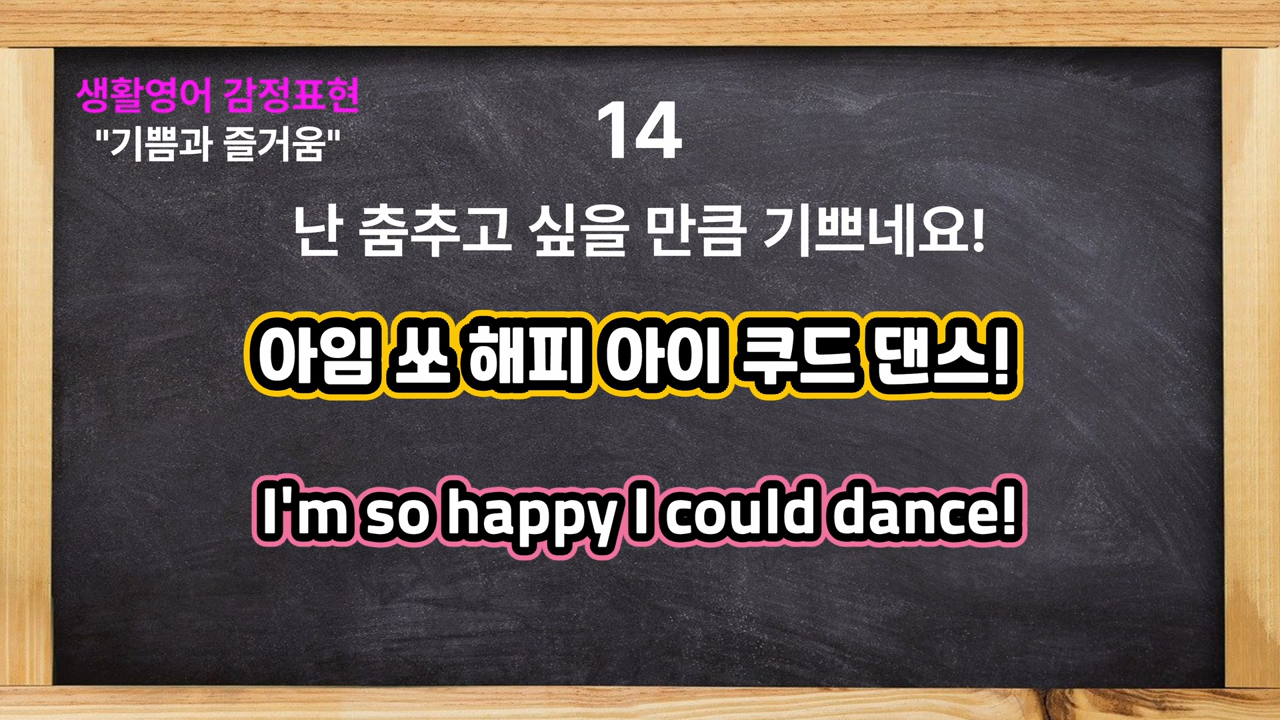 생활영어 감정표현
"기쁨과 즐거움"
14
난 춤추고 싶을 만큼 기쁘네요!
아임 쏘 해피 아이 쿠드 댄스!
I'm so happy I could dance!